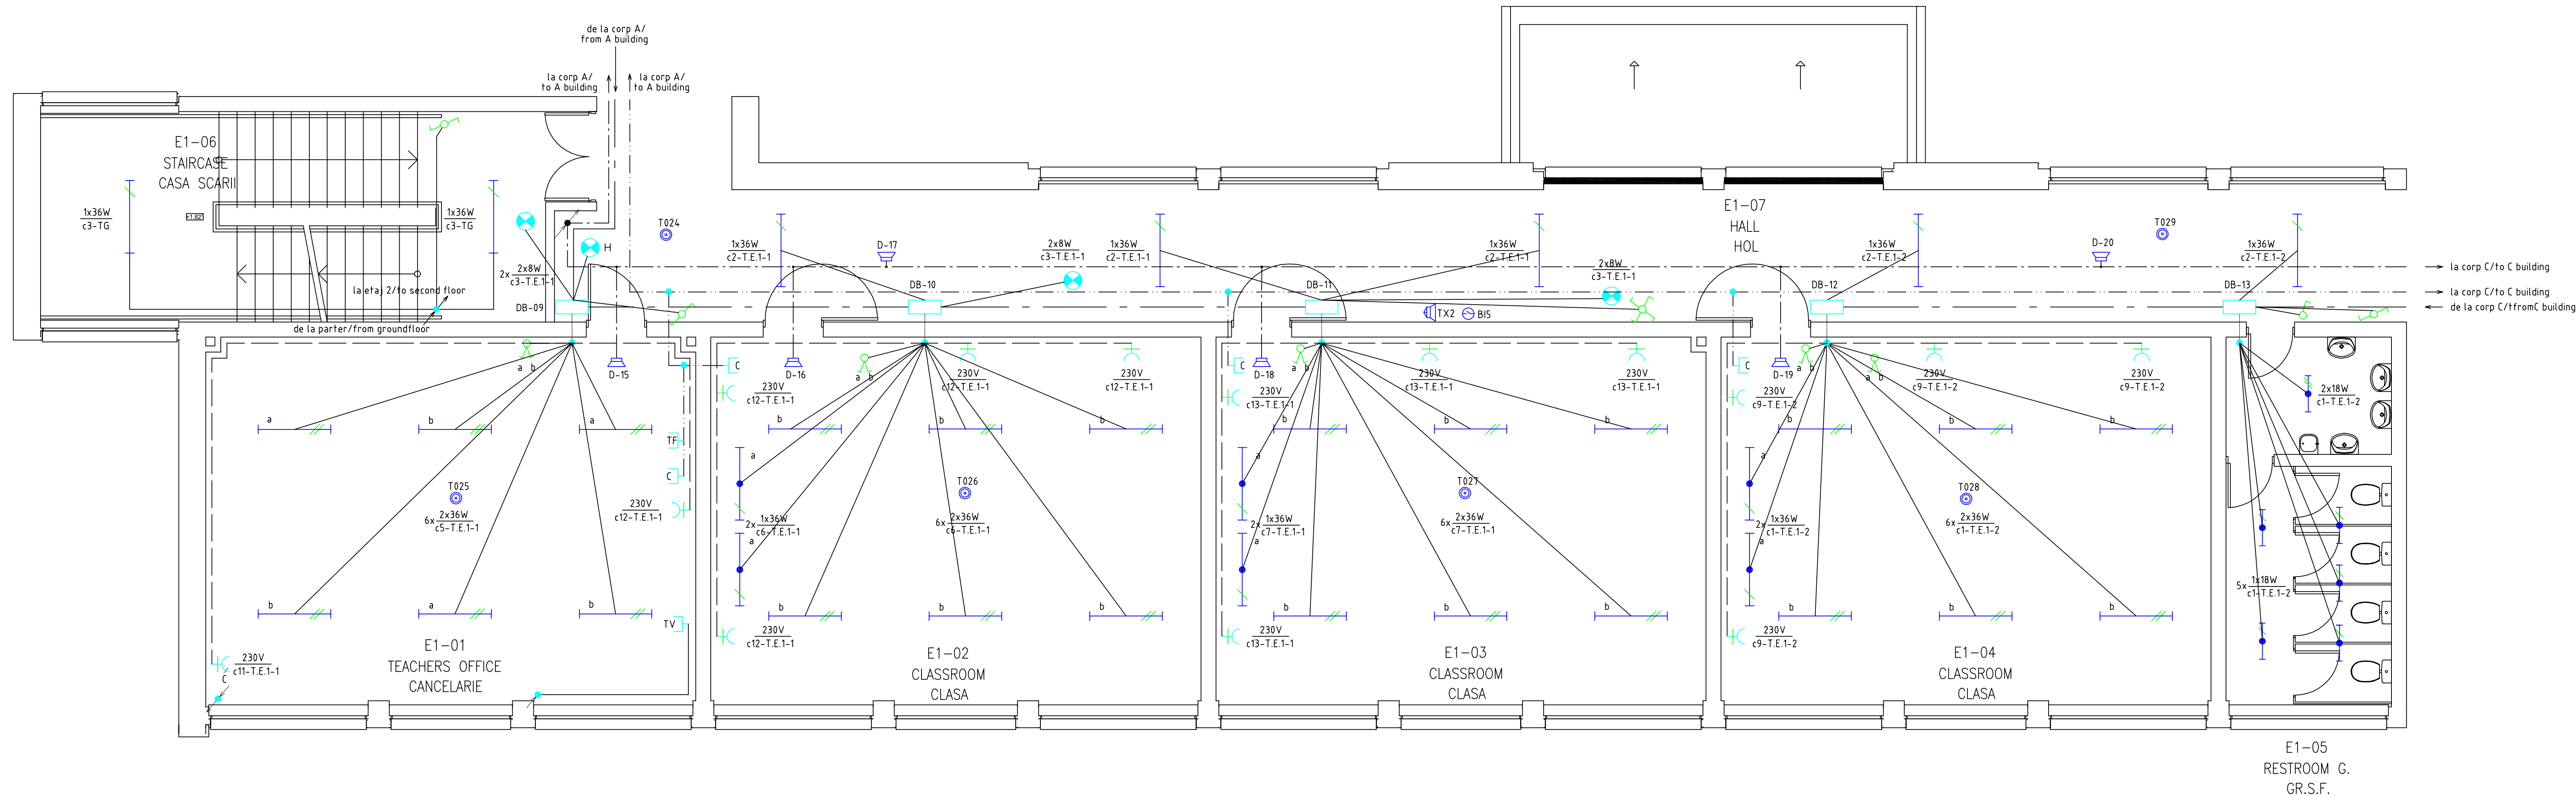 de la corp A/
from A building
la corp A/
to A building
la corp A/
to A building
E1-06
STAIRCASE
CASA SCARII
1x36W
c3-TG
1x36W
c3-TG
la etaj 2/to second floor
de la parter/from groundfloor
H
2x 2x8W
c3-T.E.1-1
T024
1x36W
c2-T.E.1-1
D-17
2x8W
c3-T.E.1-1
1x36W
c2-T.E.1-1
1x36W
c2-T.E.1-1
2x8W
c3-T.E.1-1
E1-07
HALL
HOL
1x36W
c2-T.E.1-2
D-20
T029
1x36W
c2-T.E.1-2
la corp C/to C building
la corp C/to C building
de la corp C/ffromC building
DB-09
DB-10
DB-11
TX2
BI5
DB-12
DB-13
a b
D-15
a
b
a
TF
C
230V
c12-T.E.1-1
T025
6x 2x36W
c5-T.E.1-1
b
a
b
TV
E1-01
TEACHERS OFFICE
CANCELARIE
230V
c11-T.E.1-1
C
C
D-16
230V
c12-T.E.1-1
a b
230V
c12-T.E.1-1
230V
c12-T.E.1-1
b
b
b
a
T026
2x 1x36W
c6-T.E.1-1
6x 2x36W
c6-T.E.1-1
a
b
b
b
230V
c12-T.E.1-1
E1-02
CLASSROOM
CLASA
C
D-18
230V
c13-T.E.1-1
a b
230V
c13-T.E.1-1
230V
c13-T.E.1-1
b
b
b
a
T027
2x 1x36W
c7-T.E.1-1
6x 2x36W
c7-T.E.1-1
a
b
b
b
230V
c13-T.E.1-1
E1-03
CLASSROOM
CLASA
C
D-19
230V
c9-T.E.1-2
a b
a b
230V
c9-T.E.1-2
230V
c9-T.E.1-2
b
b
b
a
T028
2x 1x36W
c1-T.E.1-2
6x 2x36W
c1-T.E.1-2
a
b
b
b
230V
c9-T.E.1-2
E1-04
CLASSROOM
CLASA
2x18W
c1-T.E.1-2
5x 1x18W
c1-T.E.1-2
E1-05
RESTROOM G.
GR.S.F.